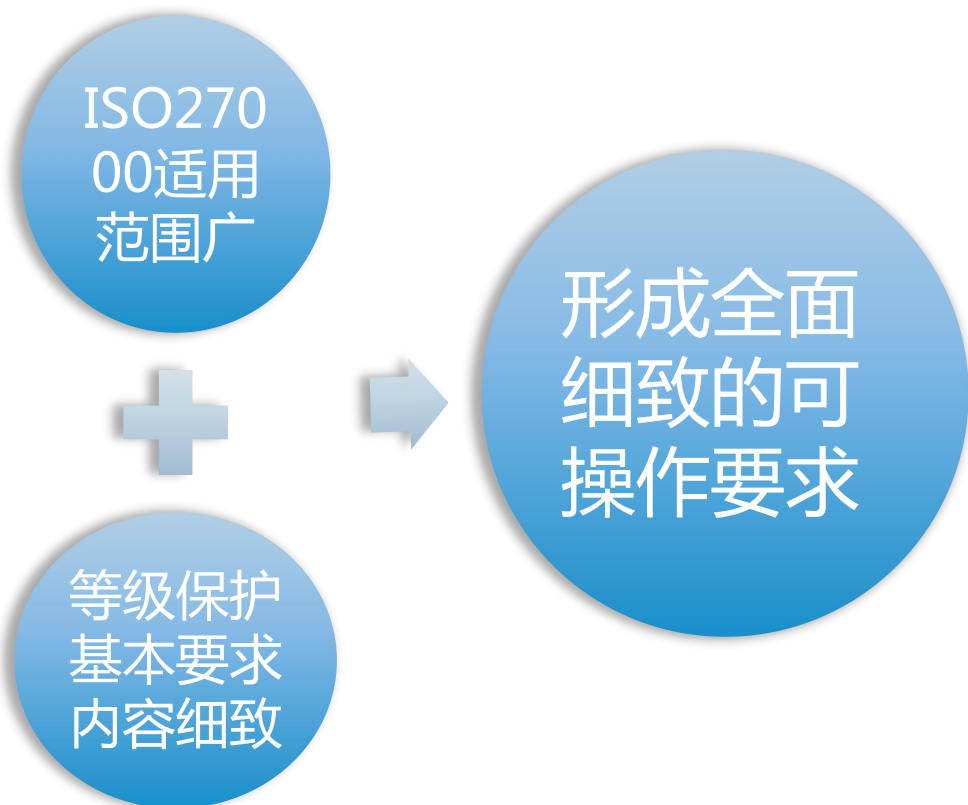 ISO270
00适用
范围广
等级保护
基本要求
内容细致
形成全面
细致的可
操作要求